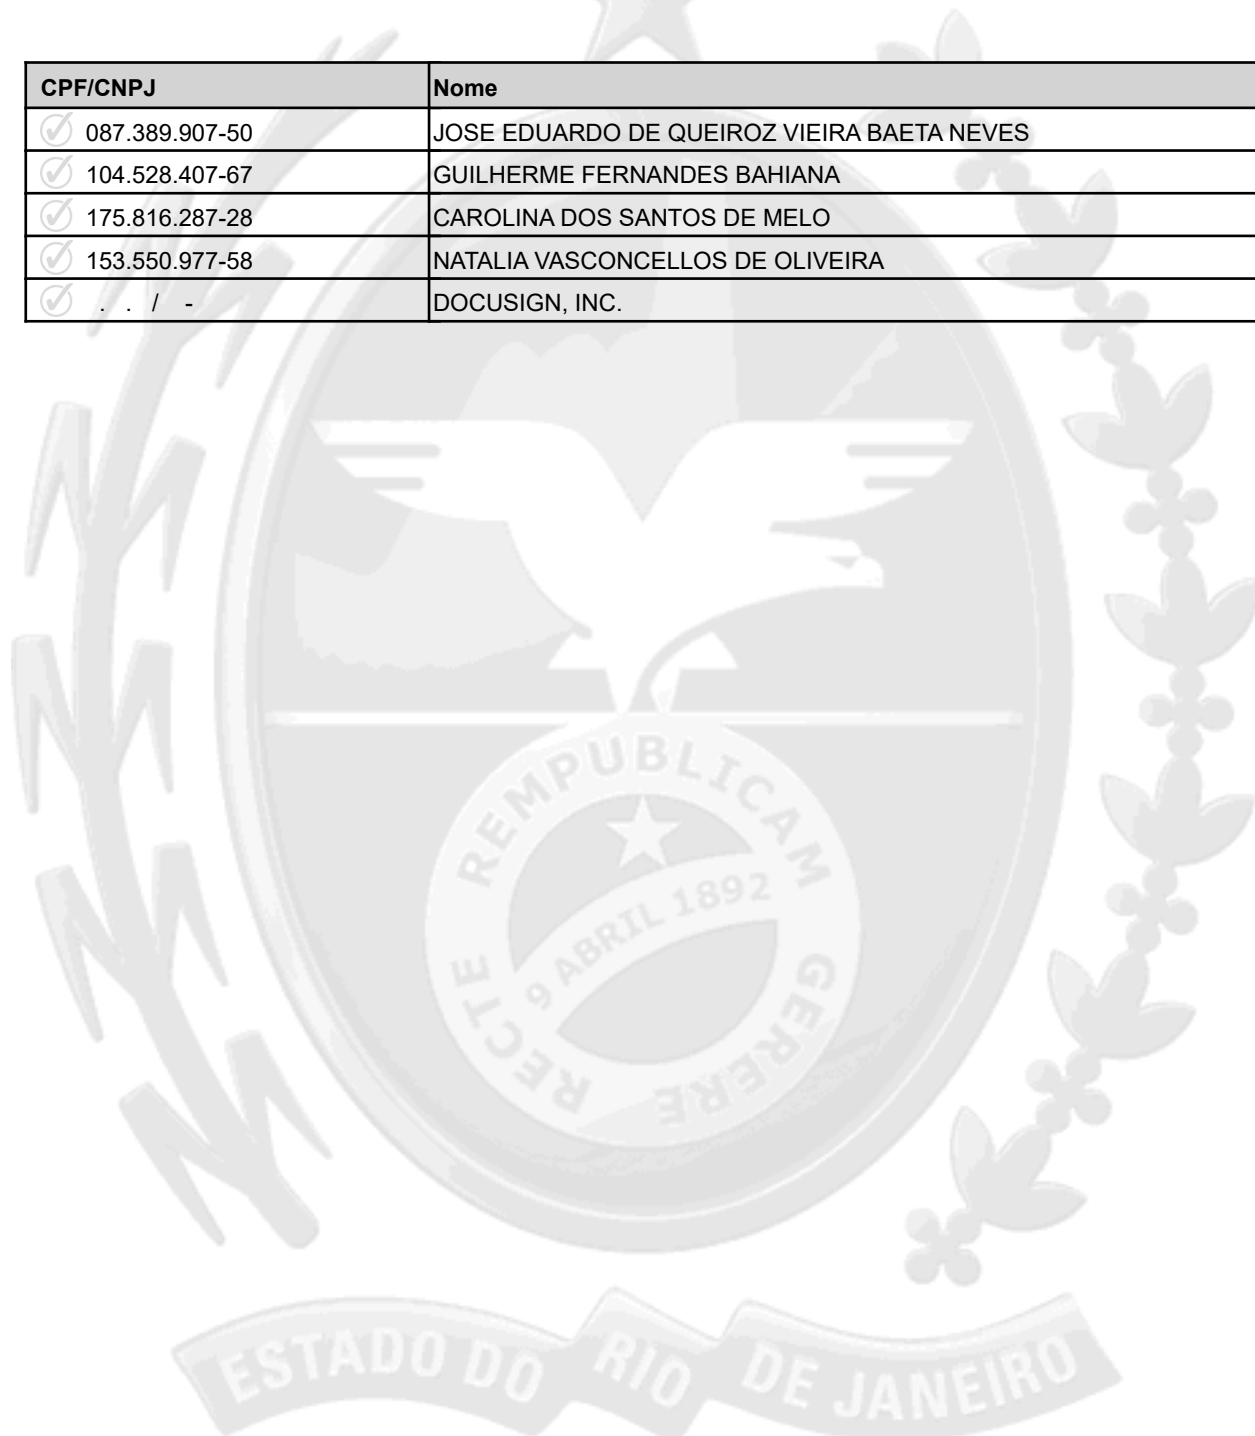 CPF/CNPJ Nome
087.389.907-50 JOSE EDUARDO DE QUEIROZ VIEIRA BAETA NEVES
104.528.407-67 GUILHERME FERNANDES BAHIANA
175.816.287-28 CAROLINA DOS SANTOS DE MELO
153.550.977-58 NATALIA VASCONCELLOS DE OLIVEIRA
. . / - DOCUSIGN, INC.
RECTE REMPUBLICAM GERERE
9 ABRIL 1892
ESTADO DO RIO DE JANEIRO